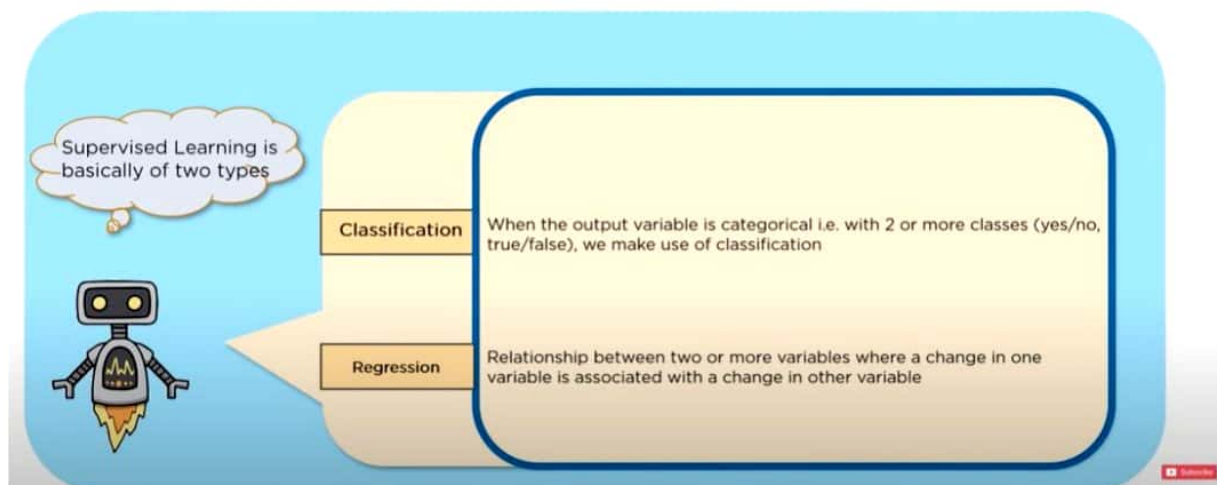 Supervised Learning is
basically of two types
Classification
When the output variable is categorical i.e. with 2 or more classes (yes/no,
true/false), we make use of classification
Regression
Relationship between two or more variables where a change in one
variable is associated with a change in other variable
Subscribe